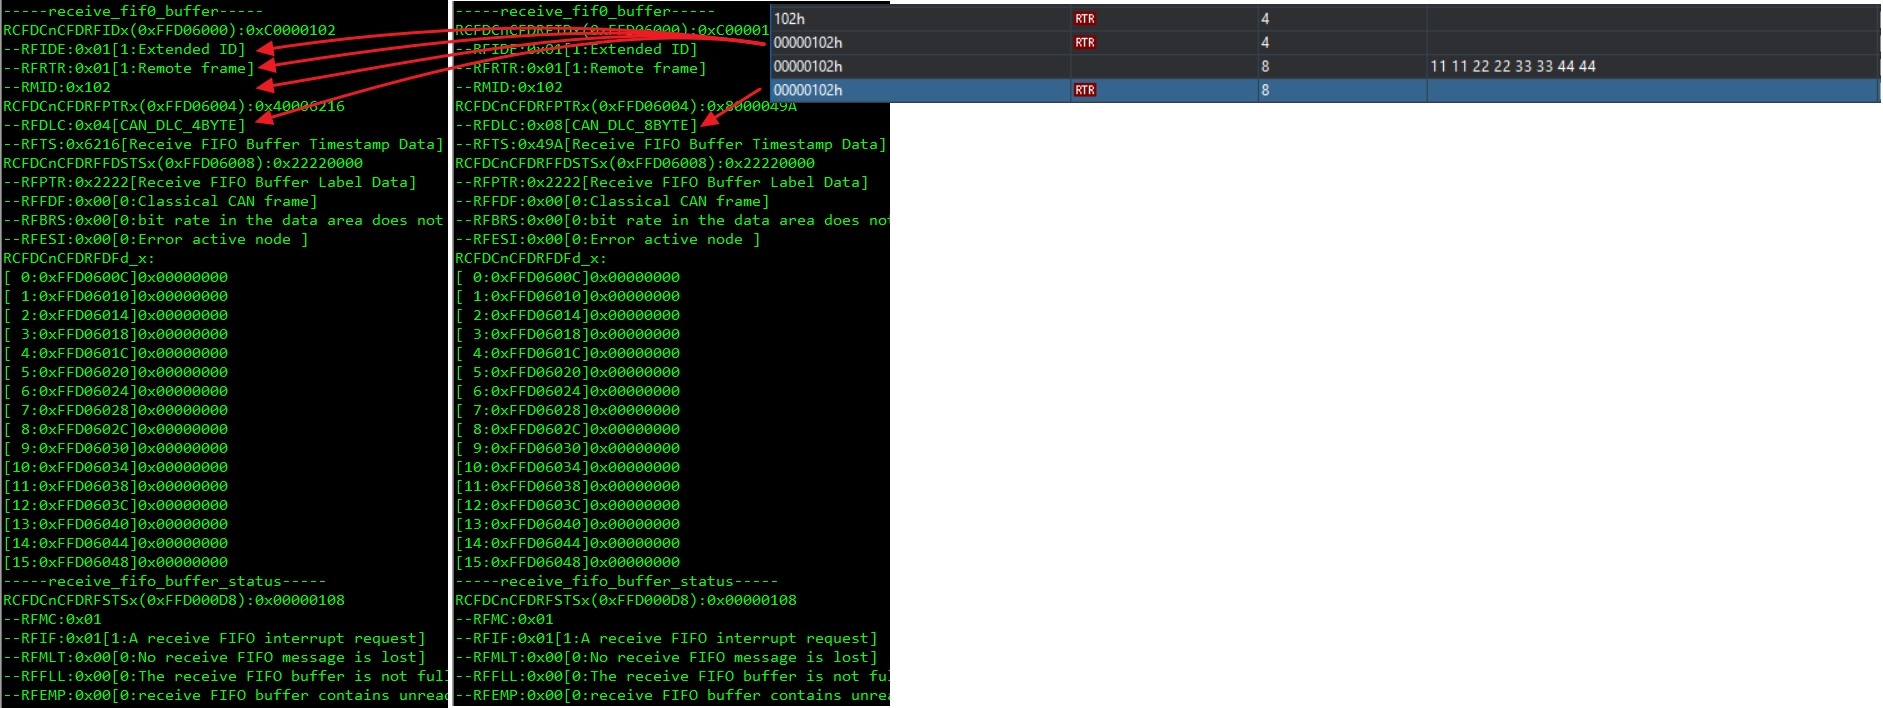 -----receive_fif0_buffer-----
RCFDCnCFDRFIDx(0xFFD06000):0xC0000102
--RFIDE:0x01[1:Extended ID]
--RFRTR:0x01[1:Remote frame]
--RMID:0x102
RCFDCnCFDRFPTRx(0xFFD06004):0x40006216
--RFDLC:0x04[CAN_DLC_4BYTE]
--RFTS:0x6216[Receive FIFO Buffer Timestamp Data]
RCFDCnCFDRFFDSTSx(0xFFD06008):0x22220000
--RFPTR:0x2222[Receive FIFO Buffer Label Data]
--RFFDF:0x00[0:Classical CAN frame]
--RFBRS:0x00[0:bit rate in the data area does not
--RFESI:0x00[0:Error active node ]
RCFDCnCFDRFDFd_x:
[ 0:0xFFD0600C]0x00000000
[ 1:0xFFD06010]0x00000000
[ 2:0xFFD06014]0x00000000
[ 3:0xFFD06018]0x00000000
[ 4:0xFFD0601C]0x00000000
[ 5:0xFFD06020]0x00000000
[ 6:0xFFD06024]0x00000000
[ 7:0xFFD06028]0x00000000
[ 8:0xFFD0602C]0x00000000
[ 9:0xFFD06030]0x00000000
[10:0xFFD06034]0x00000000
[11:0xFFD06038]0x00000000
[12:0xFFD0603C]0x00000000
[13:0xFFD06040]0x00000000
[14:0xFFD06044]0x00000000
[15:0xFFD06048]0x00000000
-----receive_fifo_buffer_status-----
RCFDCnCFDRFSTSx(0xFFD000D8):0x00000108
--RFMC:0x01
--RFIF:0x01[1:A receive FIFO interrupt request]
--RFMLT:0x00[0:No receive FIFO message is lost]
--RFFLL:0x00[0:The receive FIFO buffer is not ful
--RFEMP:0x00[0:receive FIFO buffer contains unrea
-----receive_fif0_buffer-----
RCFDCnCFDRFIDx(0xFFD06000):0xC00001
--RFIDE:0x01[1:Extended ID]
--RFRTR:0x01[1:Remote frame]
--RMID:0x102
RCFDCnCFDRFPTRx(0xFFD06004):0x8000049A
--RFDLC:0x08[CAN_DLC_8BYTE]
--RFTS:0x49A[Receive FIFO Buffer Timestamp Data]
RCFDCnCFDRFFDSTSx(0xFFD06008):0x22220000
--RFPTR:0x2222[Receive FIFO Buffer Label Data]
--RFFDF:0x00[0:Classical CAN frame]
--RFBRS:0x00[0:bit rate in the data area does no
--RFESI:0x00[0:Error active node ]
RCFDCnCFDRFDFd_x:
[ 0:0xFFD0600C]0x00000000
[ 1:0xFFD06010]0x00000000
[ 2:0xFFD06014]0x00000000
[ 3:0xFFD06018]0x00000000
[ 4:0xFFD0601C]0x00000000
[ 5:0xFFD06020]0x00000000
[ 6:0xFFD06024]0x00000000
[ 7:0xFFD06028]0x00000000
[ 8:0xFFD0602C]0x00000000
[ 9:0xFFD06030]0x00000000
[10:0xFFD06034]0x00000000
[11:0xFFD06038]0x00000000
[12:0xFFD0603C]0x00000000
[13:0xFFD06040]0x00000000
[14:0xFFD06044]0x00000000
[15:0xFFD06048]0x00000000
-----receive_fifo_buffer_status-----
RCFDCnCFDRFSTSx(0xFFD000D8):0x00000108
--RFMC:0x01
--RFIF:0x01[1:A receive FIFO interrupt request]
--RFMLT:0x00[0:No receive FIFO message is lost]
--RFFLL:0x00[0:The receive FIFO buffer is not fu
--RFEMP:0x00[0:receive FIFO buffer contains unrea
102h RTR 4
00000102h RTR 4
00000102h 8 11 11 22 22 33 33 44 44
00000102h RTR 8